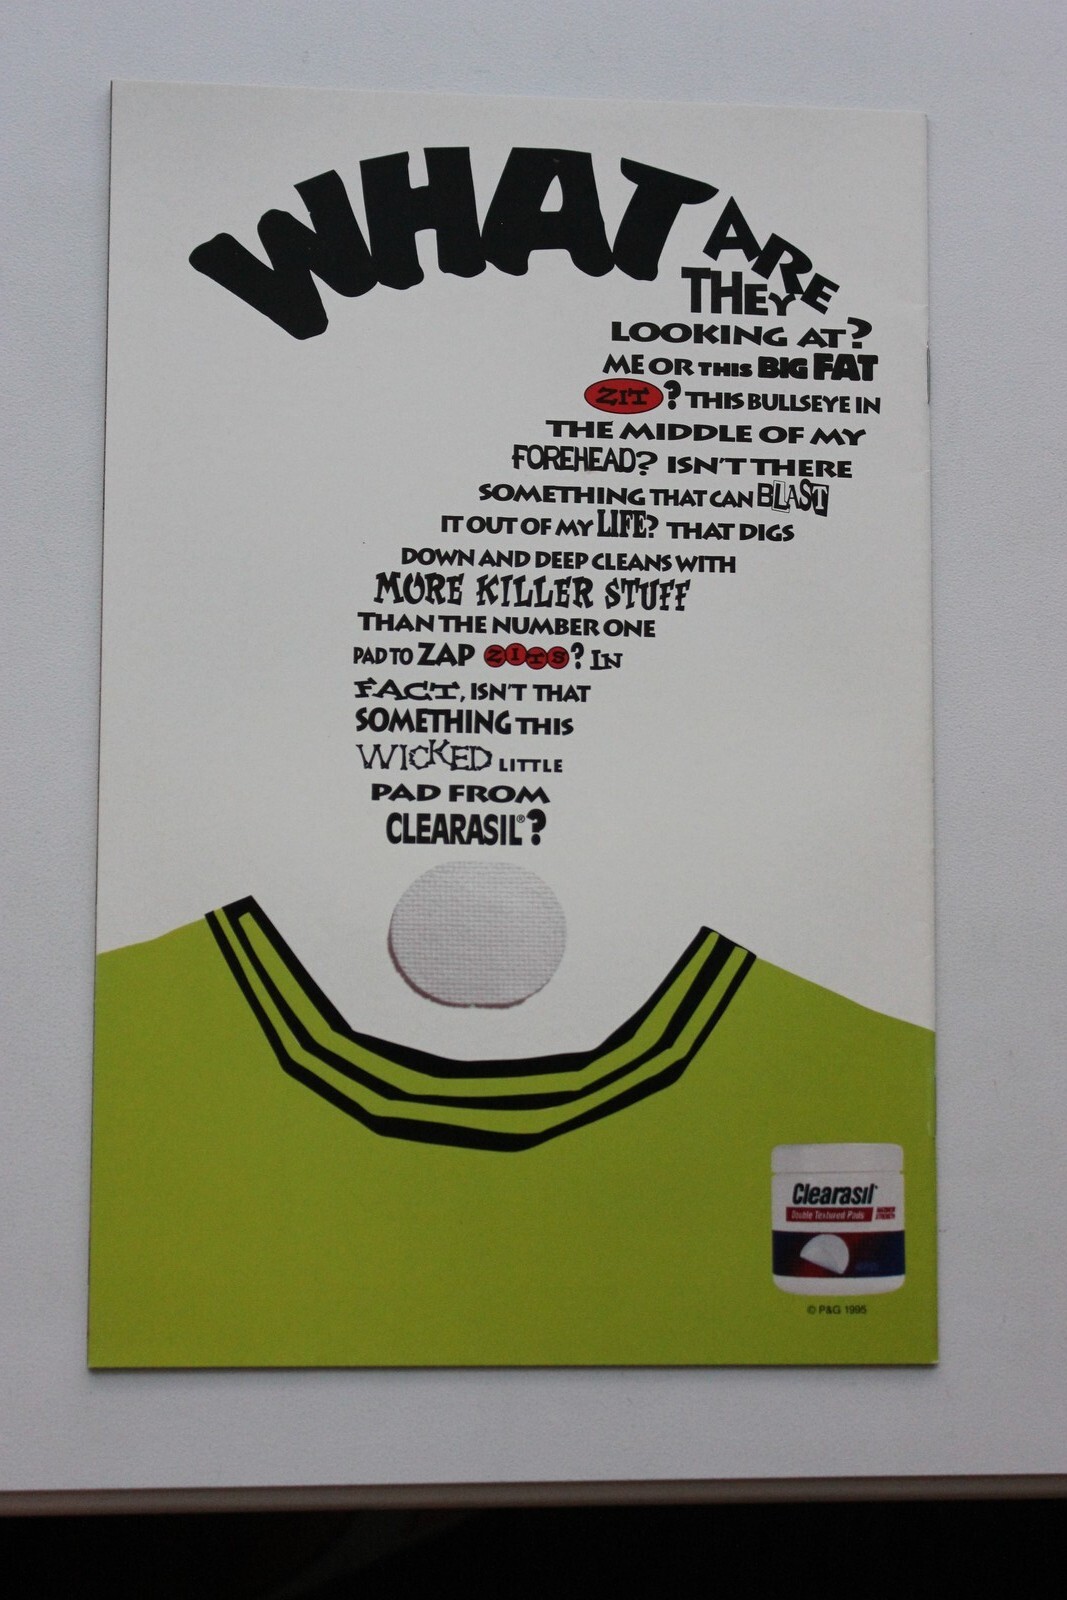 WHAT ARE
THEY
LOOKING AT?
ME OR THIS BIG FAT
ZIT? THIS BULLSEYE IN
THE MIDDLE OF MY
FOREHEAD? ISN'T THERE
SOMETHING THAT CAN BLAST
IT OUT OF MY LIFE? THAT DIGS
DOWN AND DEEP CLEANS WITH
MORE KILLER STUFF
THAN THE NUMBER ONE
PAD TO ZAP ZITS? IN
FACT, ISN'T THAT
SOMETHING THIS
WICKED LITTLE
PAD FROM
CLEARASIL®?
Clearasil
Double Textured Pads MAXIMUM STRENGTH
© P&G 1995